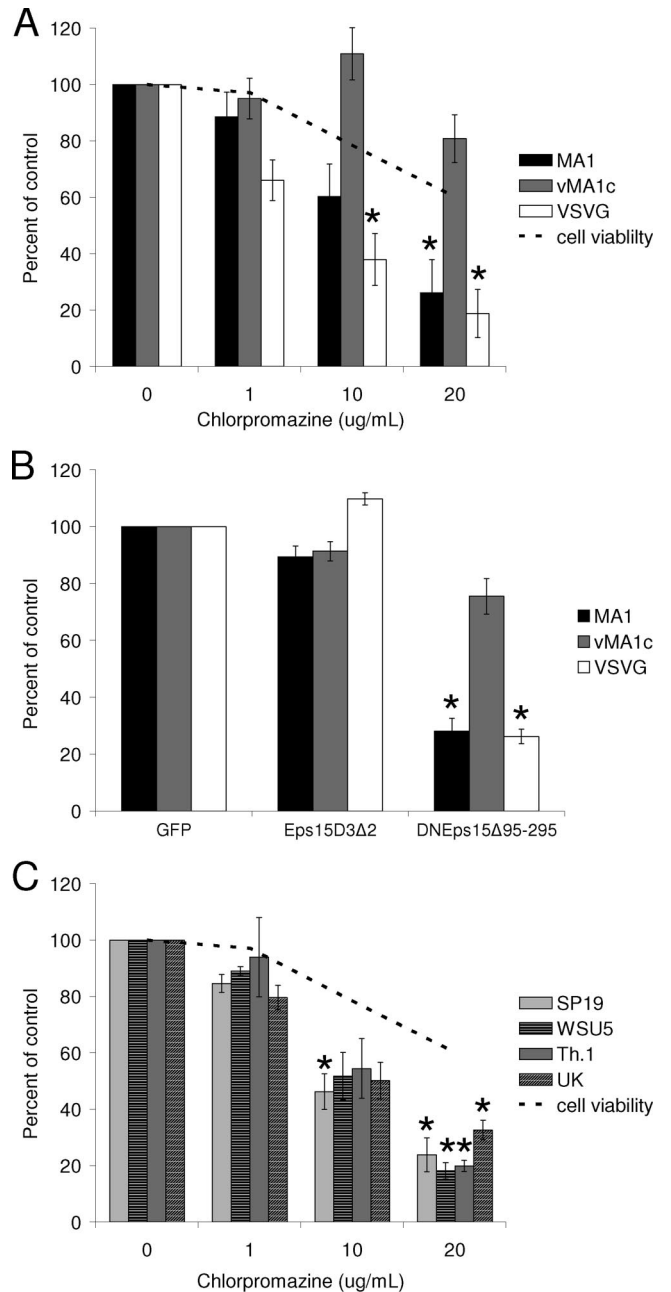 A
120
100
80
60
40
20
0
Percent of control
* * *
0 1 10 20
Chlorpromazine (ug/mL)
MA1
vMA1c
VSVG
cell viablilty
B
120
100
80
60
40
20
0
Percent of control
* *
GFP Eps15D3Δ2 DNEps15Δ95-295
MA1
vMA1c
VSVG
C
120
100
80
60
40
20
0
Percent of control
* * * * *
0 1 10 20
Chlorpromazine (ug/mL)
SP19
WSU5
Th.1
UK
cell viability